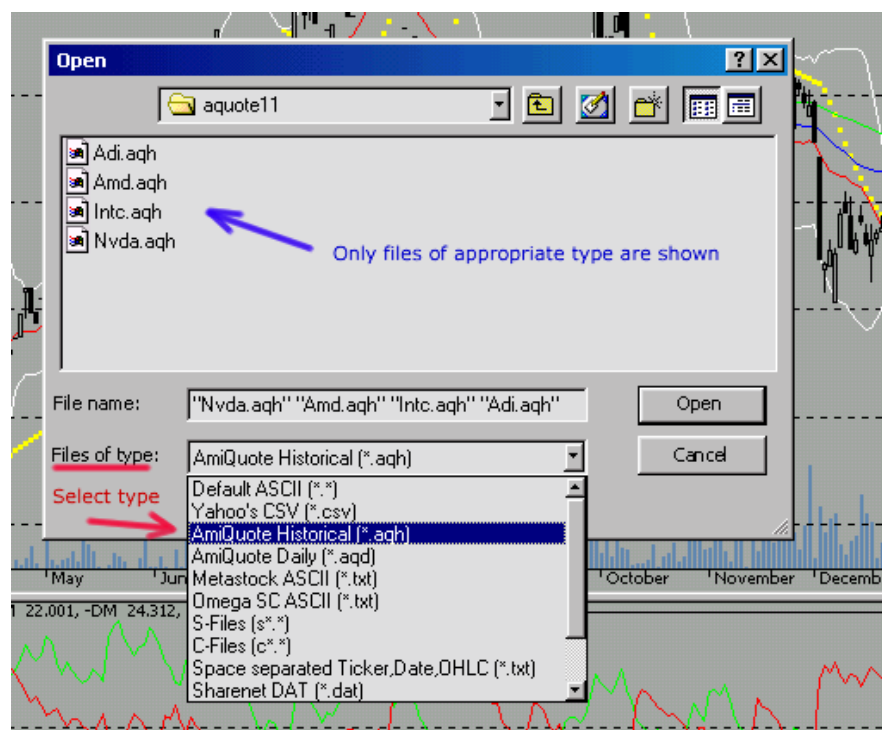 Open
aquote11
Adi.aqh
Amd.aqh
Intc.aqh
Nvda.aqh
Only files of appropriate type are shown
File name:
"Nvda.aqh" "Amd.aqh" "Intc.aqh" "Adi.aqh"
Open
Files of type:
AmiQuote Historical (*.aqh)
Cancel
Select type
Default ASCII (*.*)
Yahoo's CSV (*.csv)
AmiQuote Historical (*.aqh)
AmiQuote Daily (*.aqd)
Metastock ASCII (*.txt)
Omega SC ASCII (*.txt)
S-Files (s*.*)
C-Files (c*.*)
Space separated Ticker,Date,OHLC (*.txt)
Sharenet DAT (*.dat)
May Jun October November Decemb
22.001, -DM 24.312,